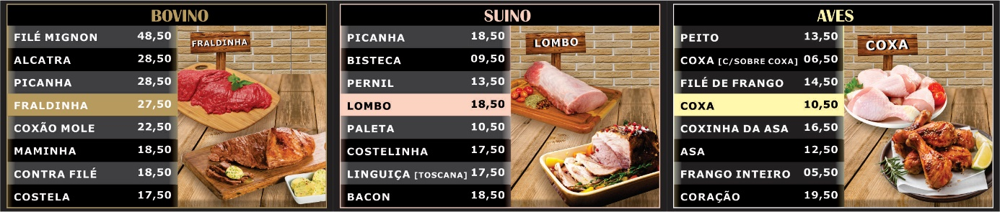 BOVINO
FILÉ MIGNON 48,50
ALCATRA 28,50
PICANHA 28,50
FRALDINHA 27,50
COXÃO MOLE 22,50
MAMINHA 18,50
CONTRA FILÉ 18,50
COSTELA 17,50
FRALDINHA
SUINO
PICANHA 18,50
BISTECA 09,50
PERNIL 13,50
LOMBO 18,50
PALETA 10,50
COSTELINHA 17,50
LINGUIÇA [TOSCANA] 17,50
BACON 18,50
LOMBO
AVES
PEITO 13,50
COXA [C/SOBRE COXA] 06,50
FILÉ DE FRANGO 14,50
COXA 10,50
COXINHA DA ASA 16,50
ASA 12,50
FRANGO INTEIRO 05,50
CORAÇÃO 19,50
COXA